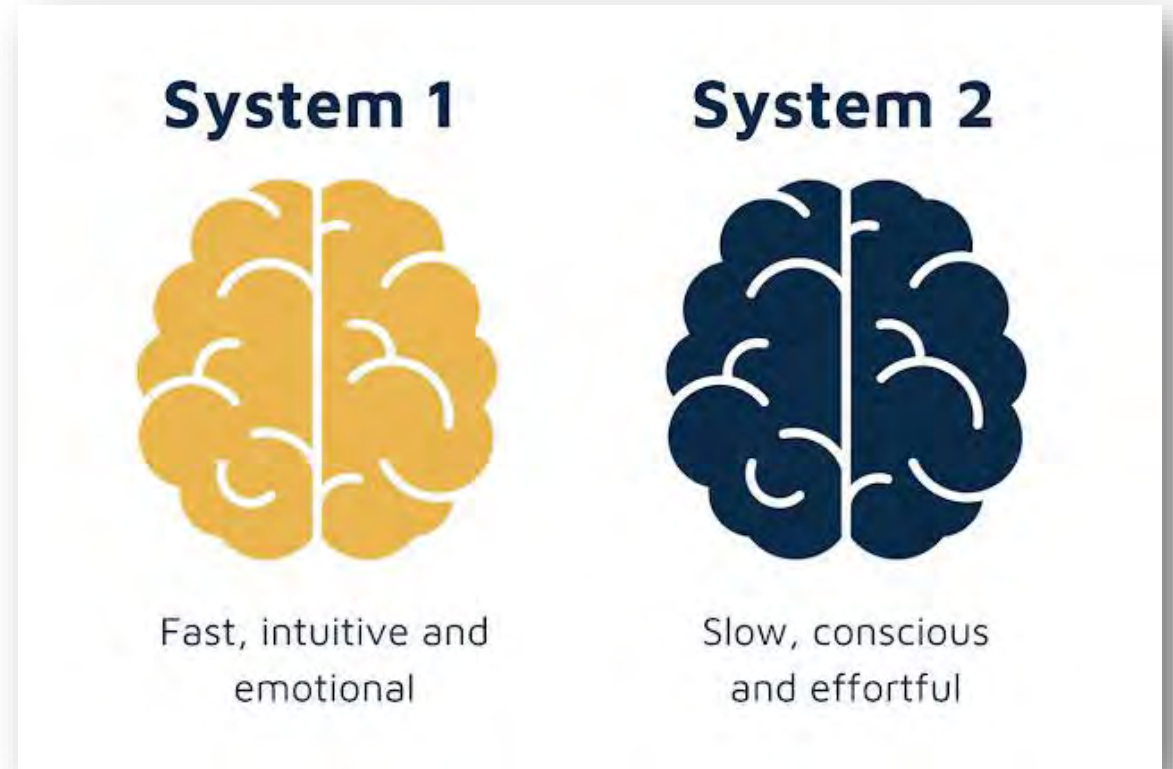 System 1
Fast, intuitive and
emotional
System 2
Slow, conscious
and effortful